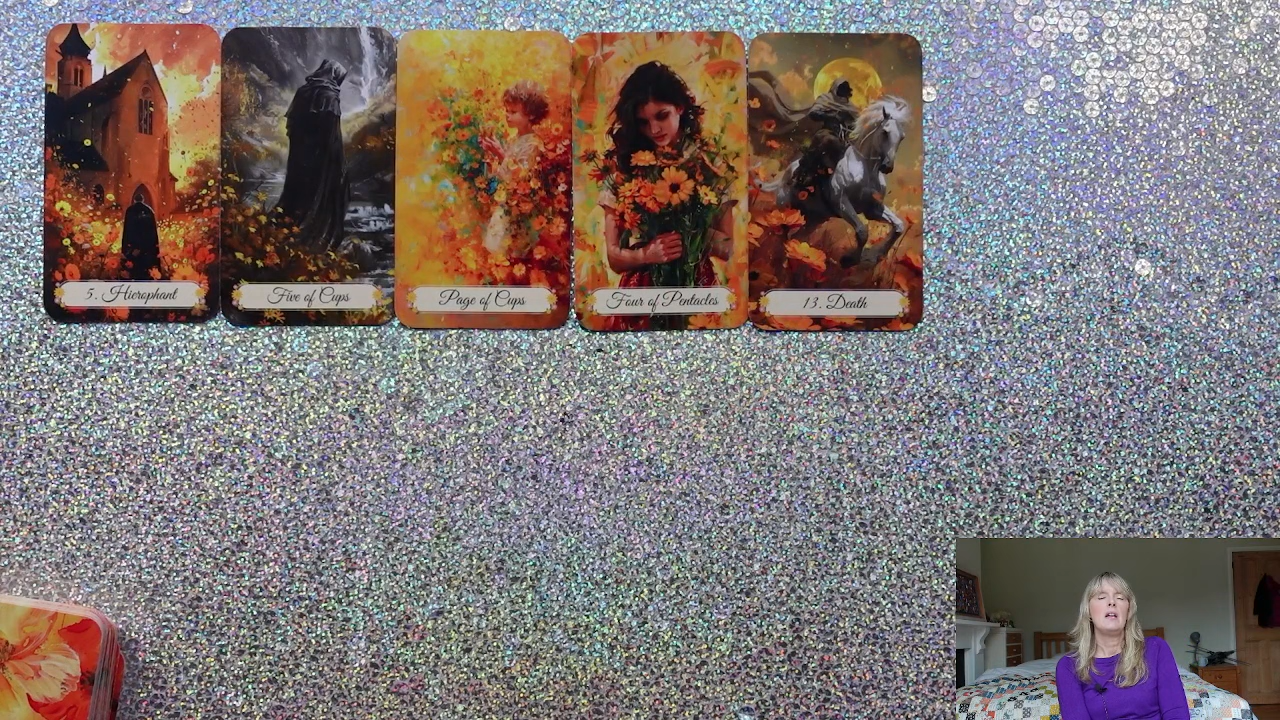 5. Hierophant
Five of Cups
Page of Cups
Four of Pentacles
13. Death